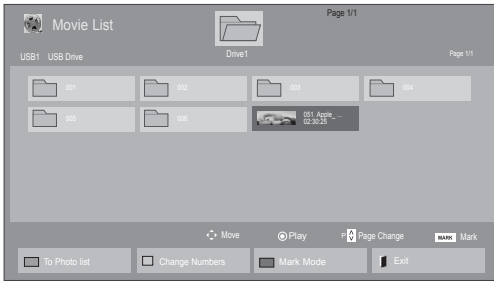 Movie List
Page 1/1
Drive1
USB1 USB Drive
Page 1/1
001
002
003
004
005
006
051. Apple_ ...
02:30:25
Move
Play
P Page Change
MARK Mark
To Photo list
Change Numbers
Mark Mode
Exit